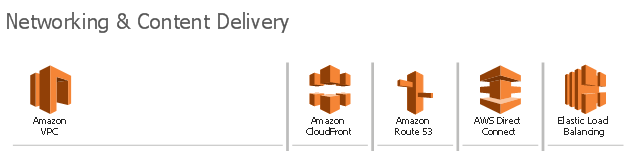 Networking & Content Delivery
Amazon
VPC
Amazon
CloudFront
Amazon
Route 53
AWS Direct
Connect
Elastic Load
Balancing